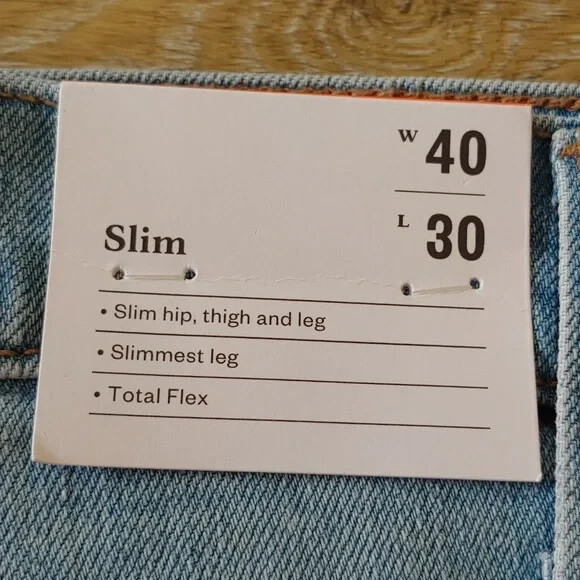 W 40
L 30
Slim
• Slim hip, thigh and leg
• Slimmest leg
• Total Flex